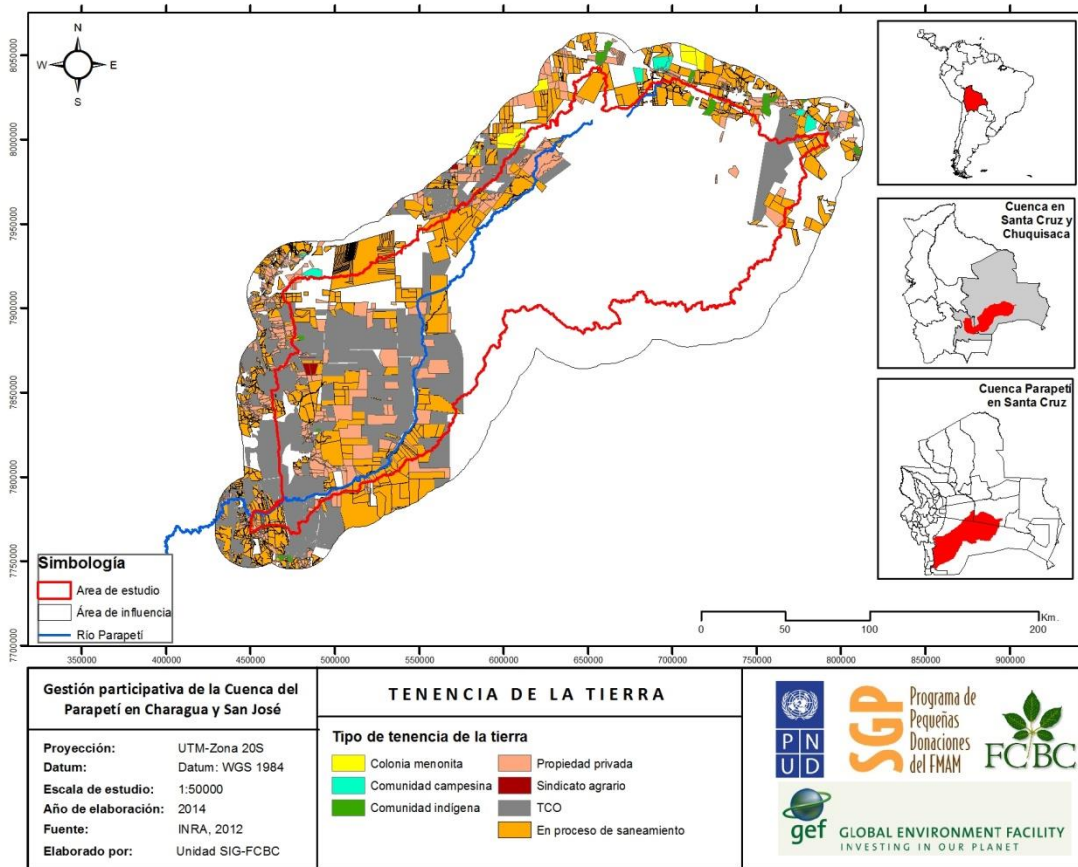 N
W E
S
8050000
8000000
7950000
7900000
7850000
7800000
7750000
7700000
Cuenca en
Santa Cruz y
Chuquisaca
Cuenca Parapetí
en Santa Cruz
Simbología
Area de estudio
Área de influencia
Río Parapetí
Km.
0 50 100 200
350000 400000 450000 500000 550000 600000 650000 700000 750000 800000 850000 900000
Gestión participativa de la Cuenca del
Parapetí en Charagua y San José
Proyección: UTM-Zona 20S
Datum: Datum: WGS 1984
Escala de estudio: 1:50000
Año de elaboración: 2014
Fuente: INRA, 2012
Elaborado por: Unidad SIG-FCBC
TENENCIA DE LA TIERRA
Tipo de tenencia de la tierra
Colonia menonita
Comunidad campesina
Comunidad indígena
Propiedad privada
Sindicato agrario
TCO
En proceso de saneamiento
P N
U D
SGP
Programa de
Pequeñas
Donaciones
del FMAM
FCBC
gef GLOBAL ENVIRONMENT FACILITY
INVESTING IN OUR PLANET